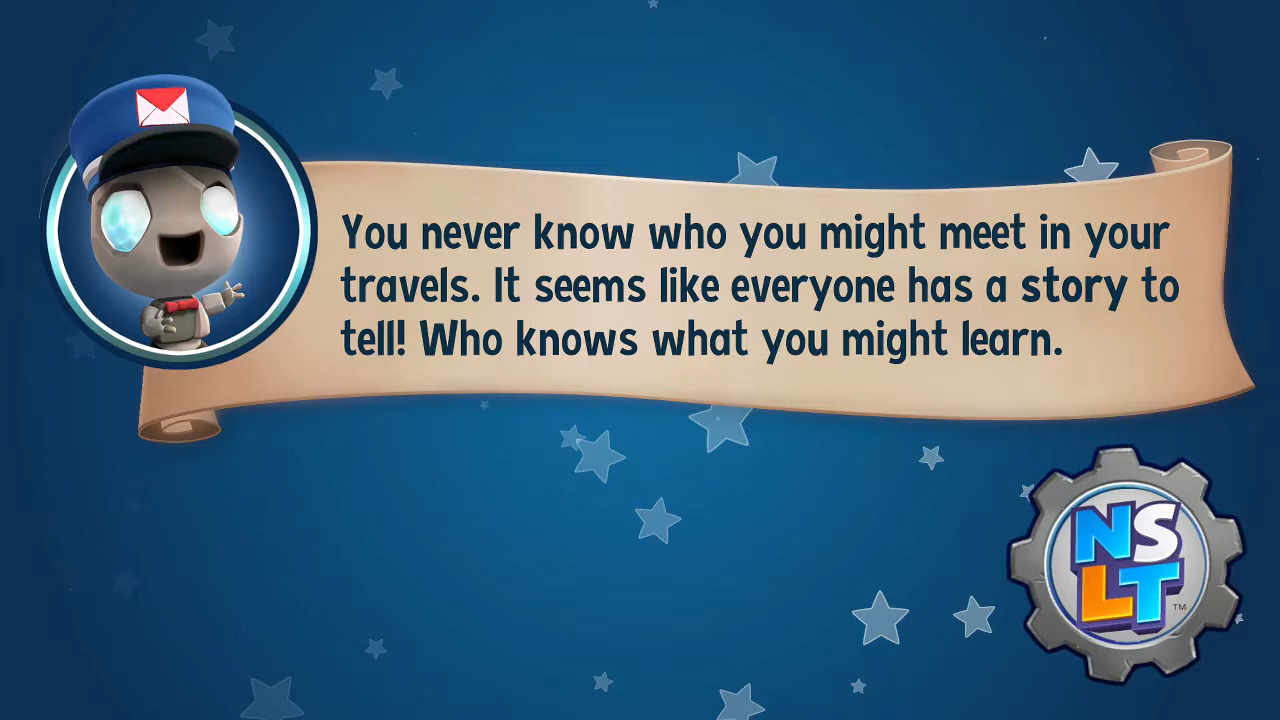 You never know who you might meet in your
travels. It seems like everyone has a story to
tell! Who knows what you might learn.
NS
LT
TM